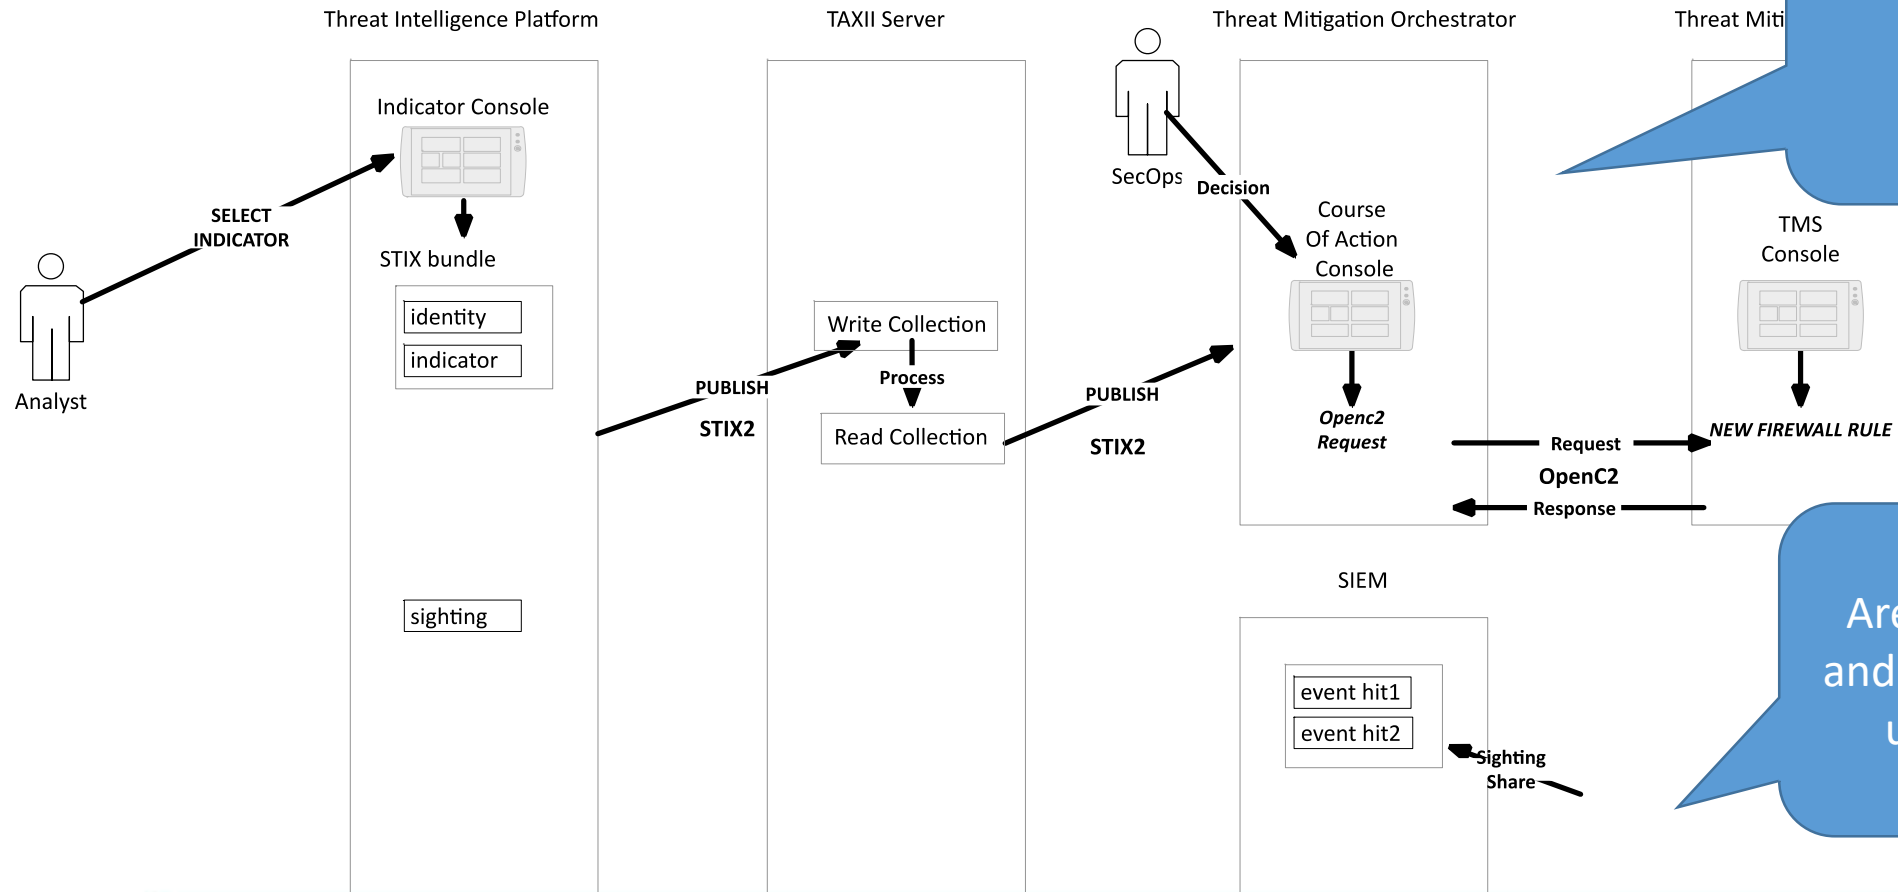 Threat Intelligence Platform
TAXII Server
Threat Mitigation Orchestrator
Threat
Indicator Console
SELECT
INDICATOR
STIX bundle
identity
indicator
Analyst
sighting
PUBLISH
STIX2
Write Collection
Process
Read Collection
PUBLISH
STIX2
SecOps
Decision
Course
Of Action
Console
Openc2
Request
Request
OpenC2
Response
TMS
Console
NEW FIREWALL RULE
SIEM
event hit1
event hit2
Sighting
Share
and